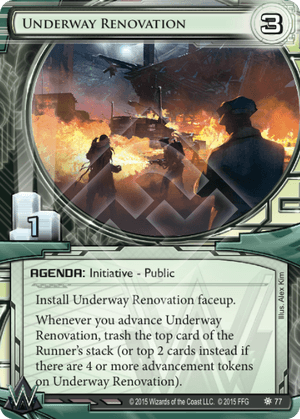 UNDERWAY RENOVATION
3
1
AGENDA: Initiative - Public
Install Underway Renovation faceup.
Whenever you advance Underway
Renovation, trash the top card of the
Runner's stack (or top 2 cards instead if
there are 4 or more advancement tokens
on Underway Renovation).
Illus. Alex Kim
© 2015 Wizards of the Coast LLC. © 2015 FFG
77